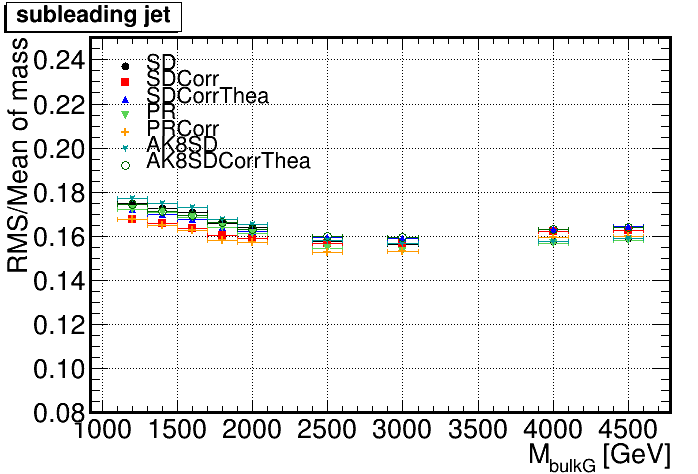 subleading jet
RMS/Mean of mass
0.24
0.22
0.20
0.18
0.16
0.14
0.12
0.10
0.08
SD
SDCorr
SDCorrThea
PR
PRCorr
AK8SD
AK8SDCorrThea
1000 1500 2000 2500 3000 3500 4000 4500
M_bulkG [GeV]